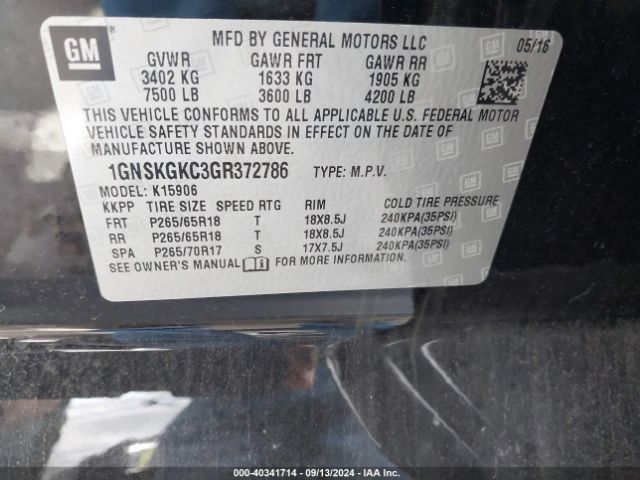 GM
MFD BY GENERAL MOTORS LLC 05/16
GVWR GAWR FRT GAWR RR
3402 KG 1633 KG 1905 KG
7500 LB 3600 LB 4200 LB
THIS VEHICLE CONFORMS TO ALL APPLICABLE U.S. FEDERAL MOTOR
VEHICLE SAFETY STANDARDS IN EFFECT ON THE DATE OF
MANUFACTURE SHOWN ABOVE.
1GNSKGKC3GR372786 TYPE: M.P.V.
MODEL: K15906
KKPP TIRE SIZE SPEED RTG RIM COLD TIRE PRESSURE
FRT P265/65R18 T 18X8.5J 240KPA(35PSI)
RR P265/65R18 T 18X8.5J 240KPA(35PSI)
SPA P265/70R17 S 17X7.5J 240KPA(35PSI)
SEE OWNER'S MANUAL FOR MORE INFORMATION.
000-40341714 - 09/13/2024 - IAA Inc.